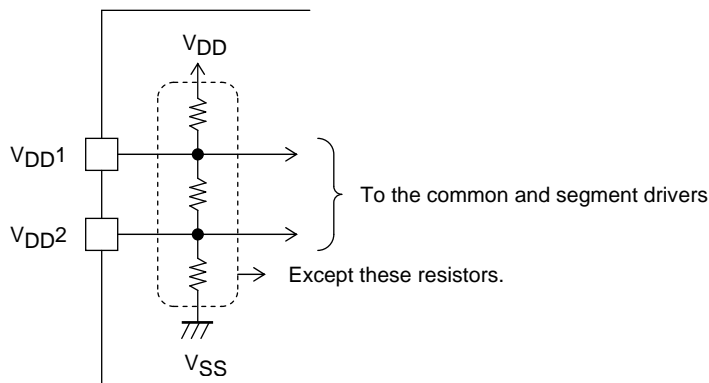 VDD
VDD1
To the common and segment drivers
VDD2
Except these resistors.
VSS